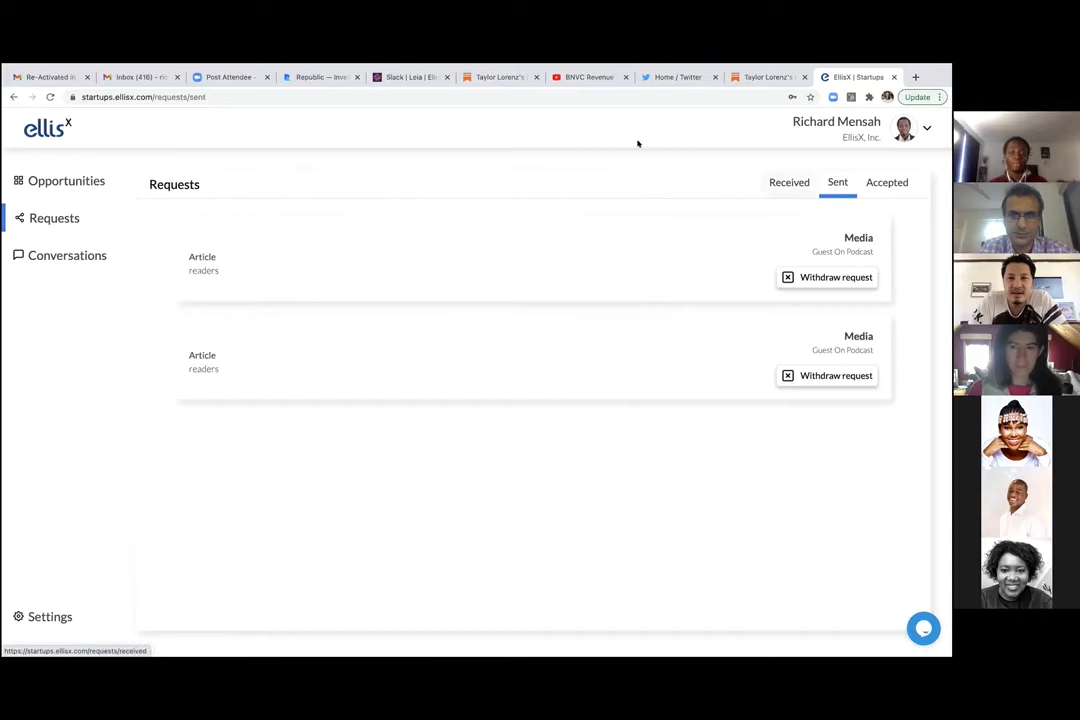 Re-Activated in
Inbox (416) - ric
Post Attendee -
Republic — Inve
Slack | Leia | Elli
Taylor Lorenz's
BNVC Revenue
Home / Twitter
Taylor Lorenz's
EllisX | Startups
startups.ellisx.com/requests/sent
Update
ellis X
Richard Mensah
EllisX, Inc.
Opportunities
Requests
Conversations
Settings
Requests
Received
Sent
Accepted
Article
readers
Media
Guest On Podcast
Withdraw request
Article
readers
Media
Guest On Podcast
Withdraw request
https://startups.ellisx.com/requests/received